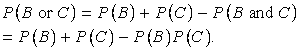 P(B or C) = P(B) + P(C) − P(B and C)
= P(B) + P(C) − P(B)P(C).